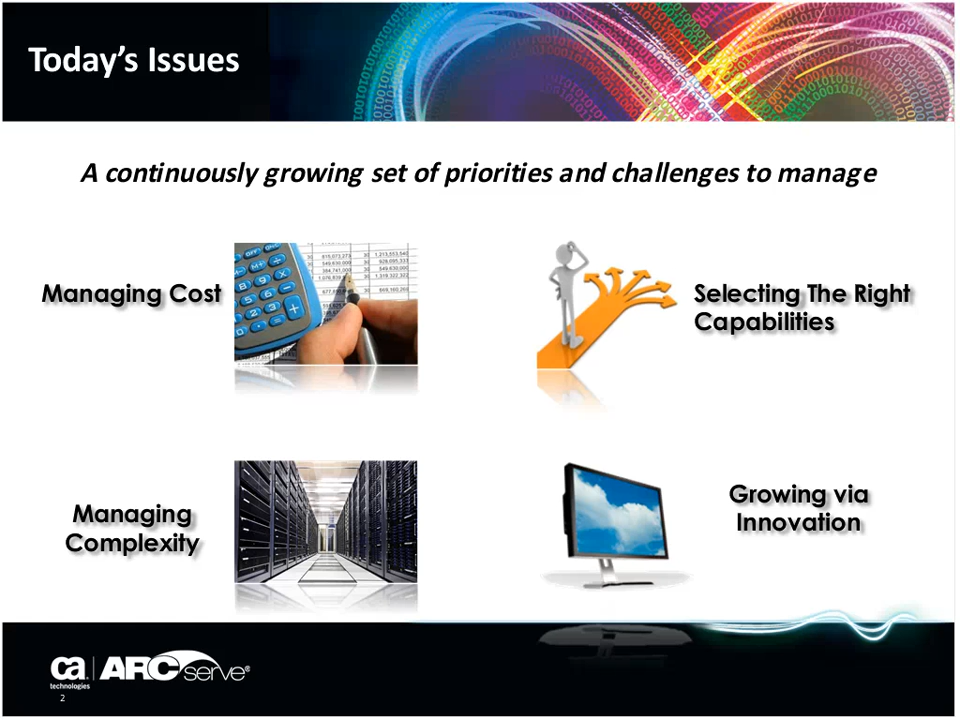 Today's Issues
A continuously growing set of priorities and challenges to manage
Managing Cost
Selecting The Right
Capabilities
Managing
Complexity
Growing via
Innovation
ca technologies
ARCserve®
2